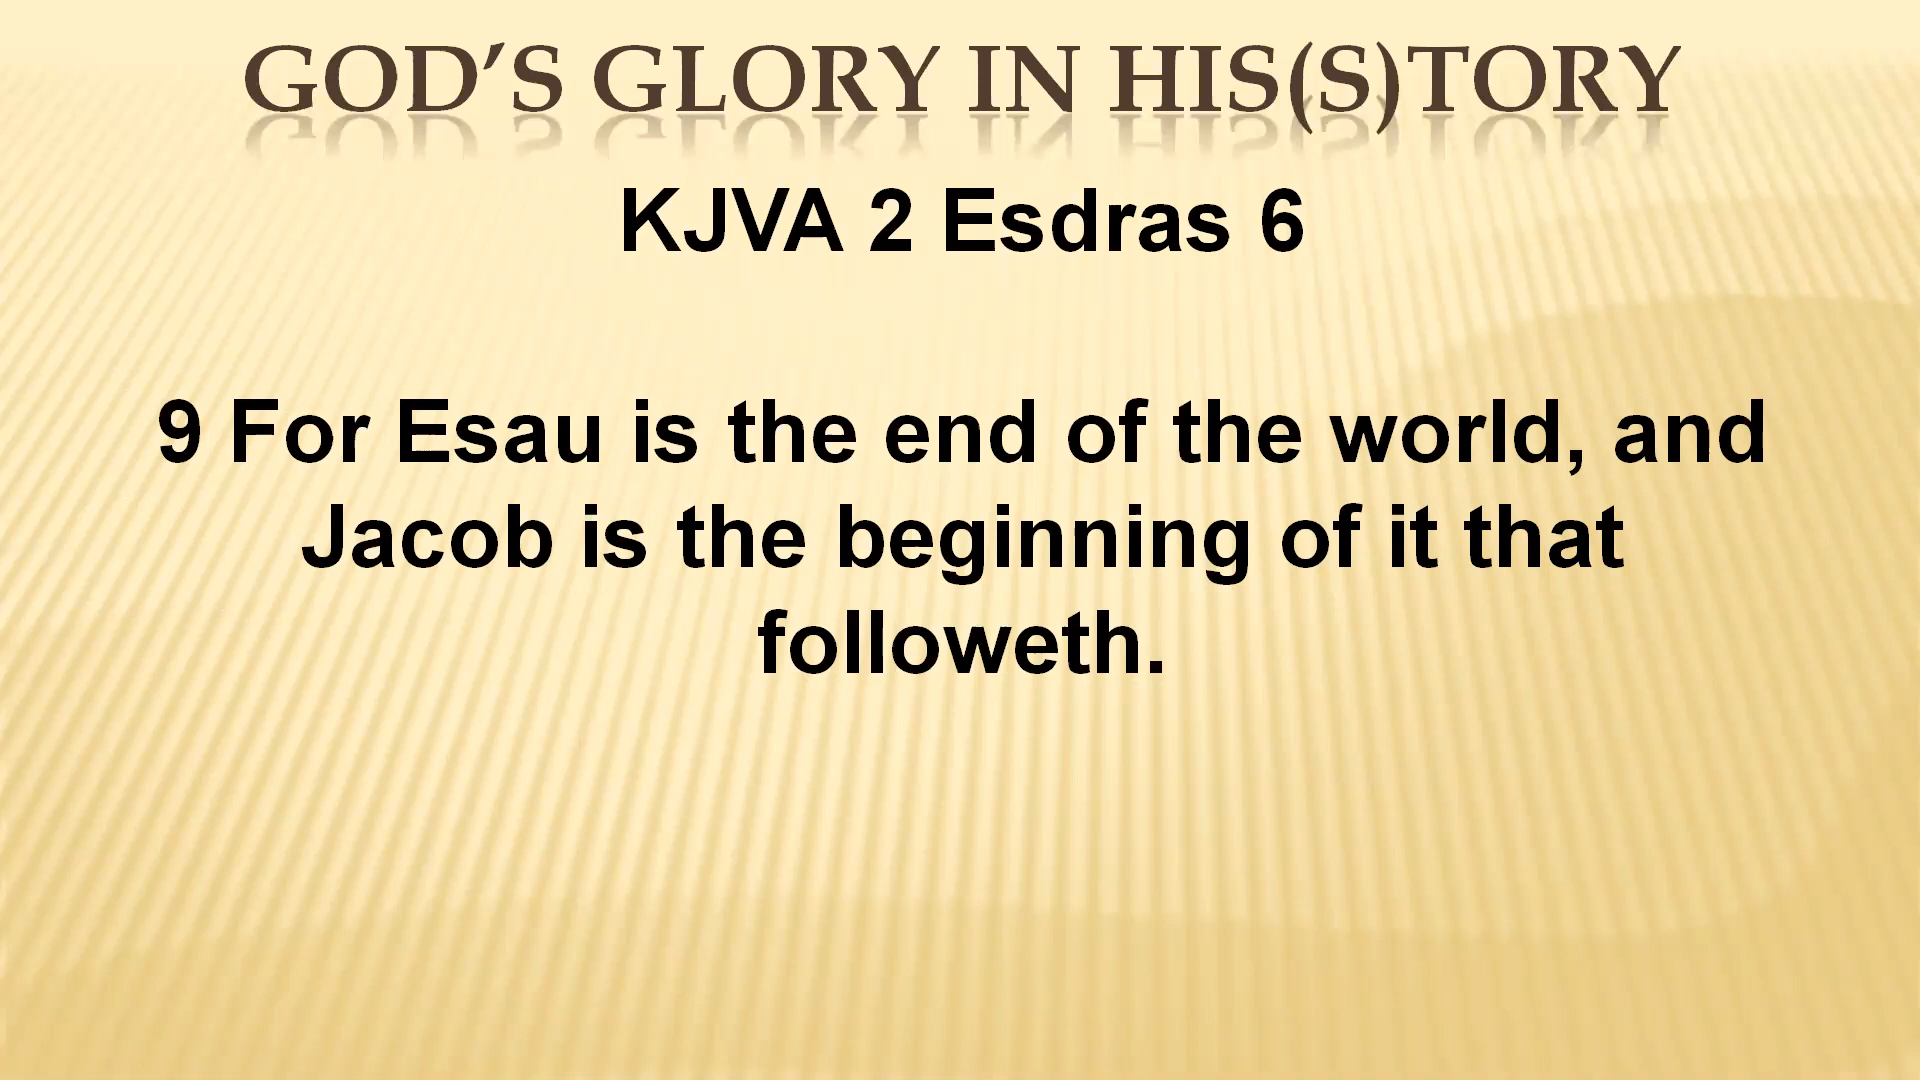 GOD’S GLORY IN HIS(S)TORY
KJVA 2 Esdras 6
9 For Esau is the end of the world, and
Jacob is the beginning of it that
followeth.